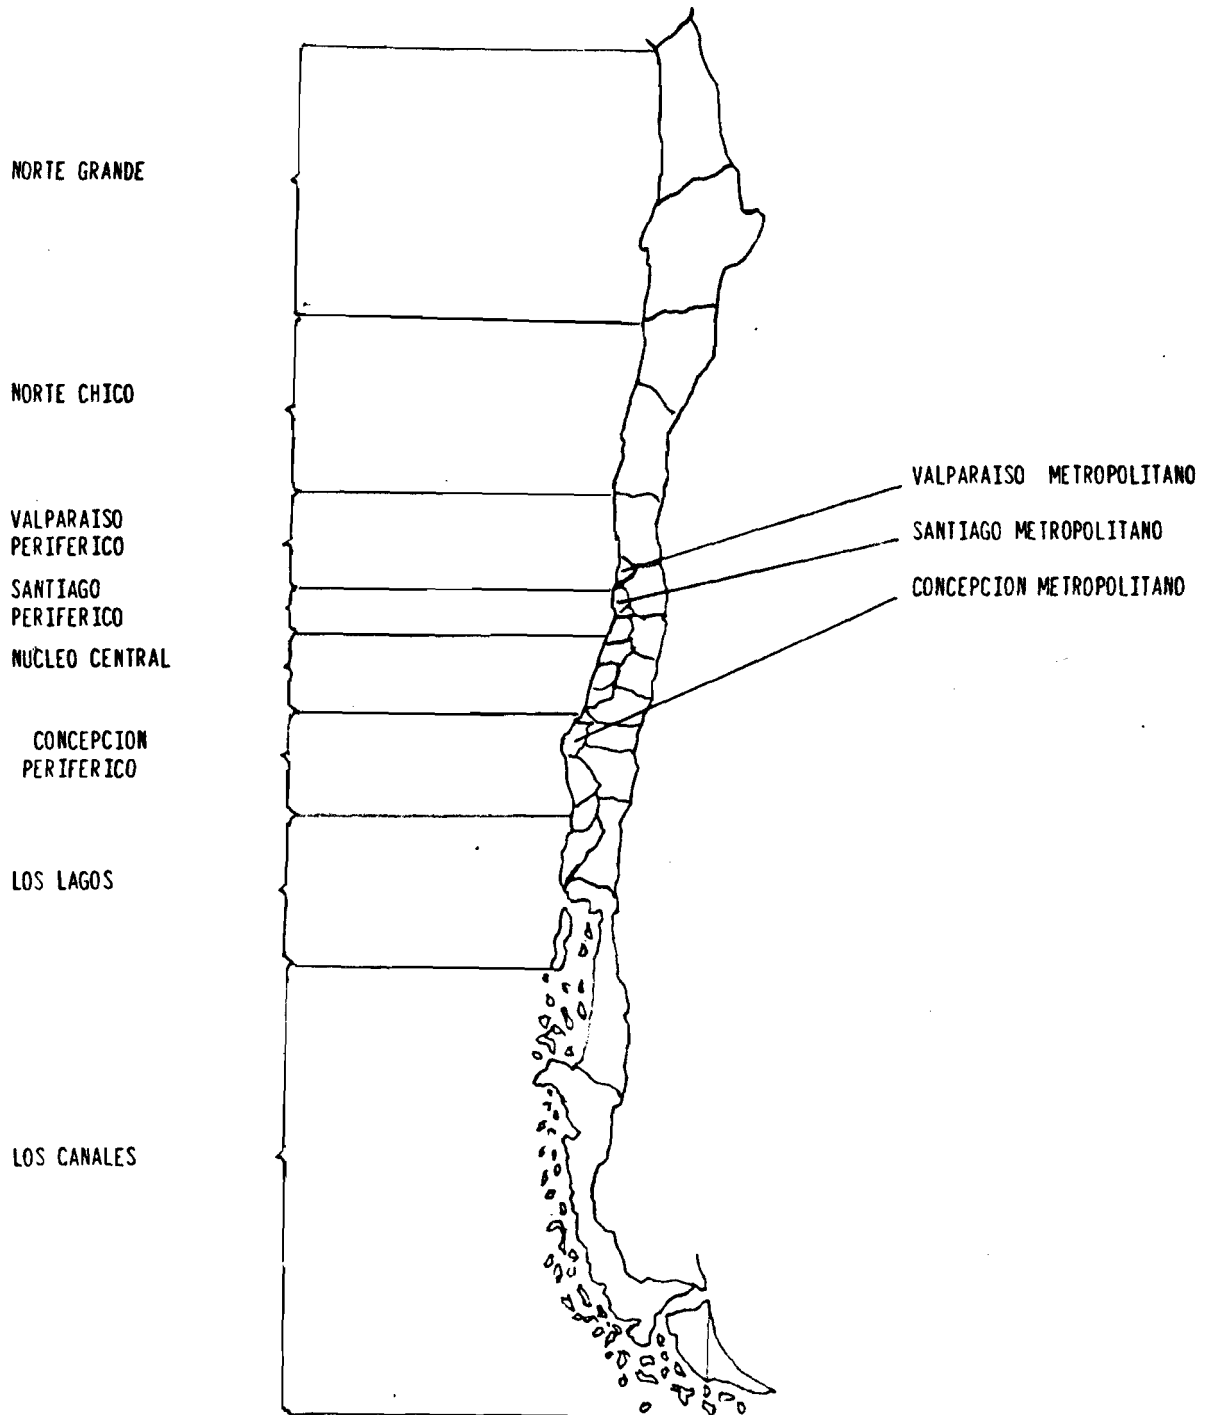 NORTE GRANDE
NORTE CHICO
VALPARAISO
PERIFERICO
SANTIAGO
PERIFERICO
NUCLEO CENTRAL
CONCEPCION
PERIFERICO
LOS LAGOS
LOS CANALES
VALPARAISO METROPOLITANO
SANTIAGO METROPOLITANO
CONCEPCION METROPOLITANO